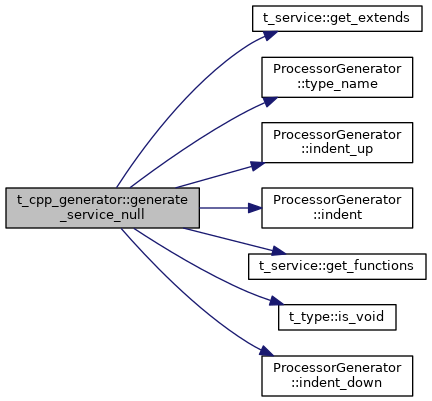 t_service::get_extends
ProcessorGenerator
::type_name
ProcessorGenerator
::indent_up
t_cpp_generator::generate
_service_null
ProcessorGenerator
::indent
t_service::get_functions
t_type::is_void
ProcessorGenerator
::indent_down